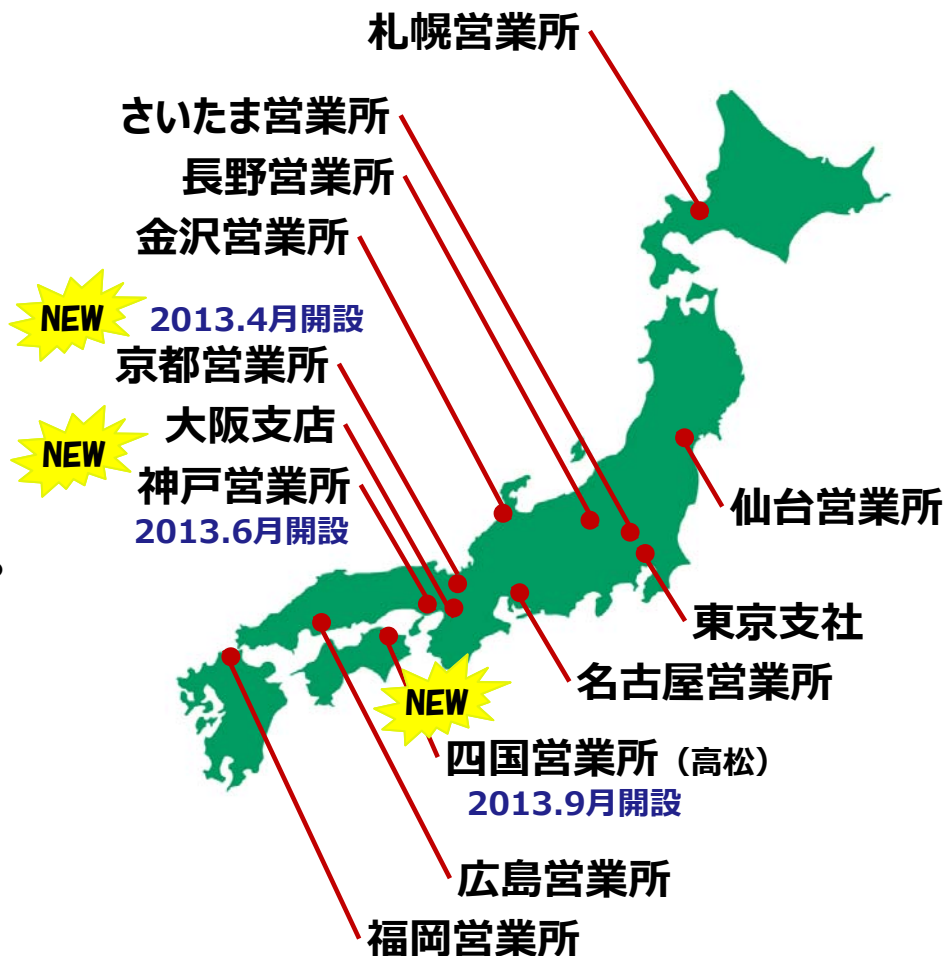 札幌営業所
さいたま営業所
長野営業所
金沢営業所
NEW 2013.4月開設
京都営業所
大阪支店
NEW
神戸営業所
2013.6月開設
仙台営業所
。
東京支社
名古屋営業所
NEW
四国営業所（高松）
2013.9月開設
広島営業所
福岡営業所